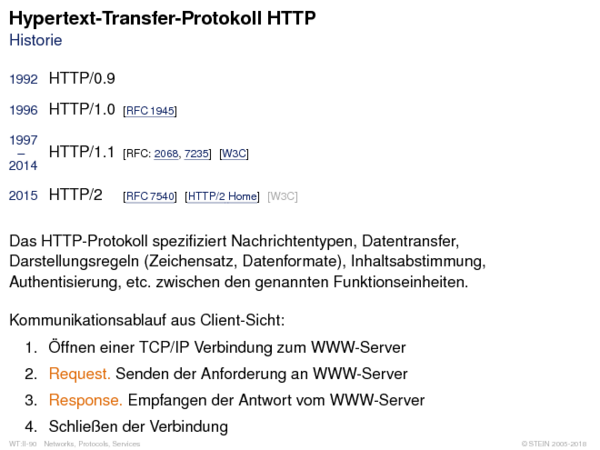 Hypertext-Transfer-Protokoll HTTP
Historie
1992 HTTP/0.9
1996 HTTP/1.0 [RFC 1945]
1997
–
2014
HTTP/1.1 [RFC: 2068, 7235] [W3C]
2015 HTTP/2 [RFC 7540] [HTTP/2 Home] [W3C]
Das HTTP-Protokoll spezifiziert Nachrichtentypen, Datentransfer,
Darstellungsregeln (Zeichensatz, Datenformate), Inhaltsabstimmung,
Authentisierung, etc. zwischen den genannten Funktionseinheiten.
Kommunikationsablauf aus Client-Sicht:
1. Öffnen einer TCP/IP Verbindung zum WWW-Server
2. Request. Senden der Anforderung an WWW-Server
3. Response. Empfangen der Antwort vom WWW-Server
4. Schließen der Verbindung
WT:II-90 Networks, Protocols, Services © STEIN 2005-2018